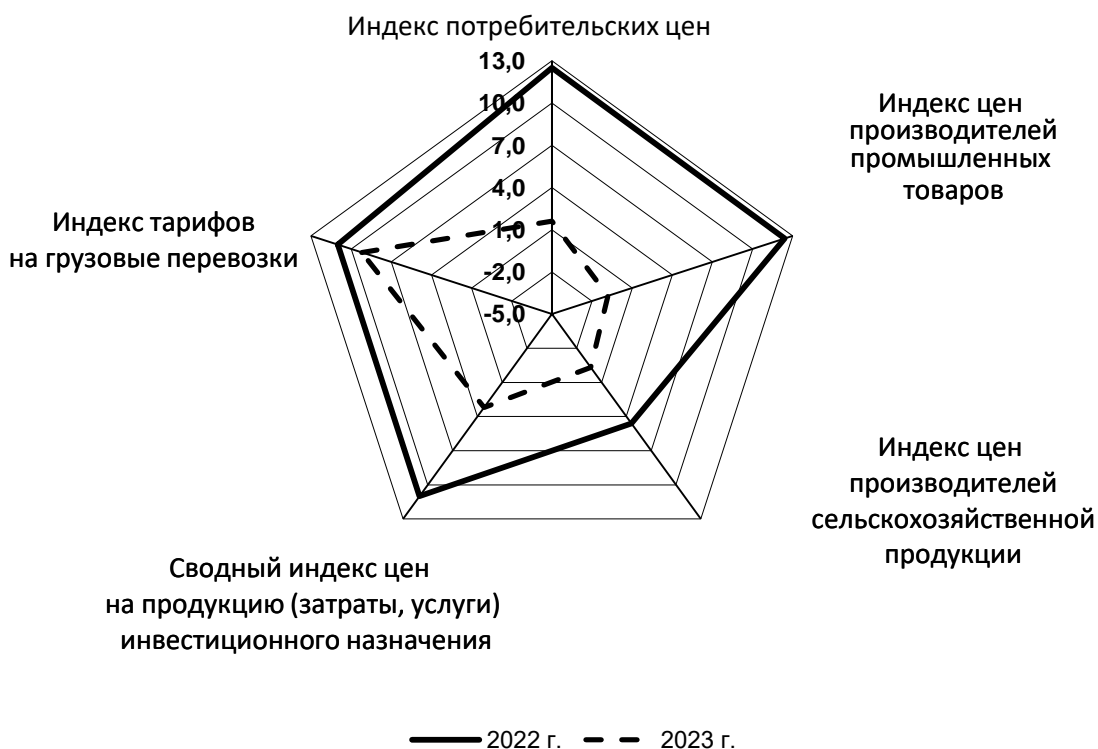 Индекс потребительских цен
13,0
10,0
7,0
4,0
1,0
-2,0
-5,0
Индекс цен
производителей
промышленных
товаров
Индекс тарифов
на грузовые перевозки
Индекс цен
производителей
сельскохозяйственной
продукции
Сводный индекс цен
на продукцию (затраты, услуги)
инвестиционного назначения
2022 г. 2023 г.